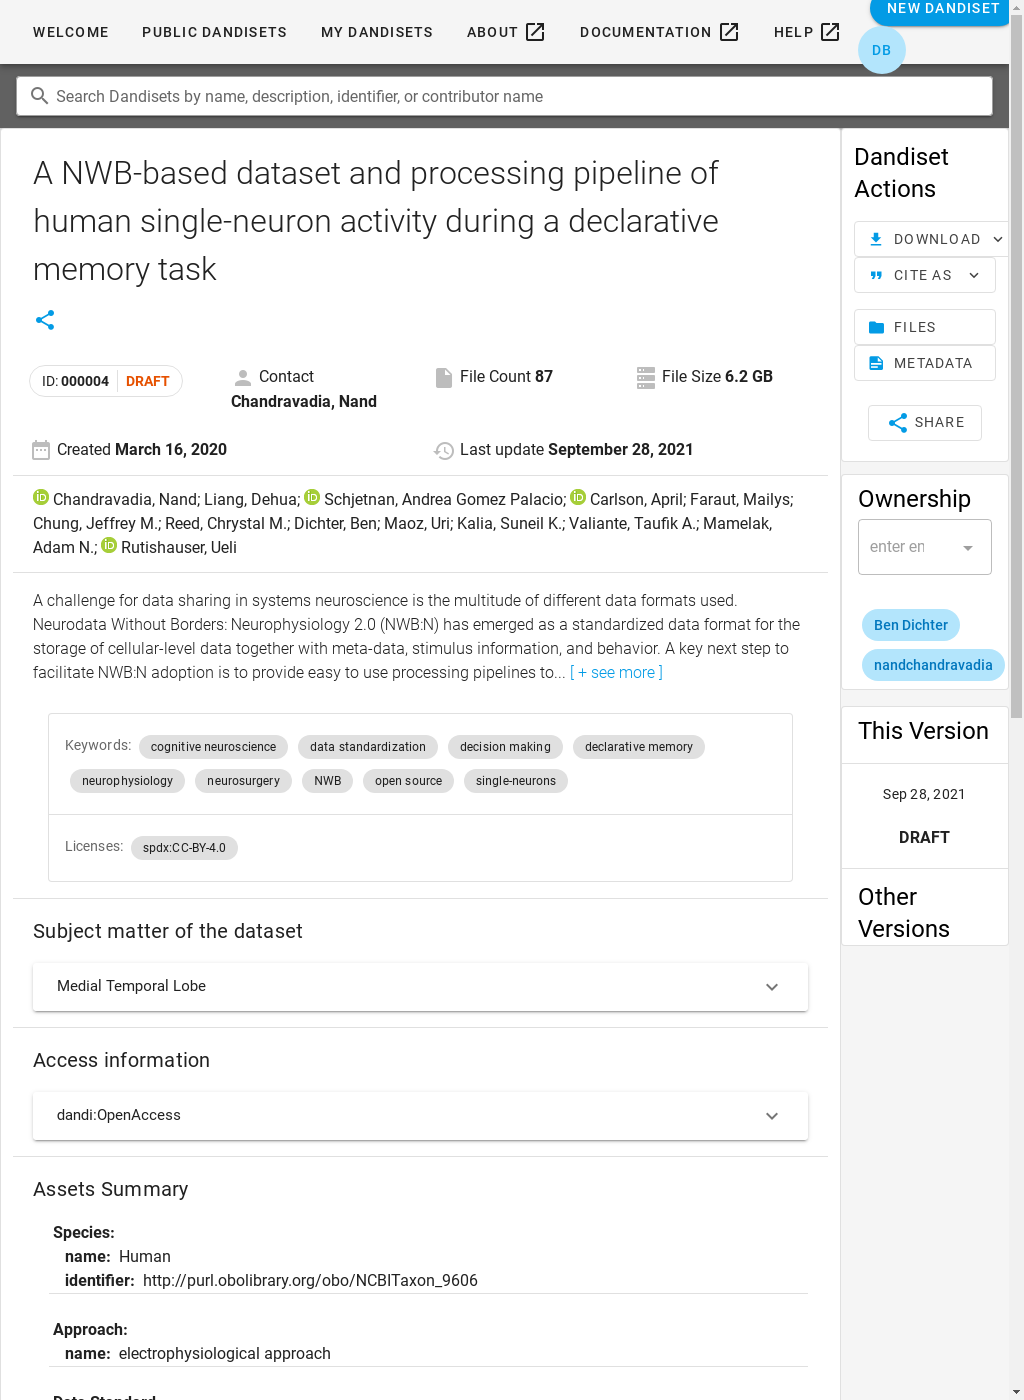 WELCOME PUBLIC DANDISETS MY DANDISETS ABOUT DOCUMENTATION HELP NEW DANDISET
DB
Search Dandisets by name, description, identifier, or contributor name
A NWB-based dataset and processing pipeline of
human single-neuron activity during a declarative
memory task
ID: 000004 DRAFT
Contact
Chandravadia, Nand
File Count 87
File Size 6.2 GB
Created March 16, 2020
Last update September 28, 2021
Chandravadia, Nand; Liang, Dehua; Schjetnan, Andrea Gomez Palacio; Carlson, April; Faraut, Mailys;
Chung, Jeffrey M.; Reed, Chrystal M.; Dichter, Ben; Maoz, Uri; Kalia, Suneil K.; Valiante, Taufik A.; Mamelak,
Adam N.; Rutishauser, Ueli
A challenge for data sharing in systems neuroscience is the multitude of different data formats used.
Neurodata Without Borders: Neurophysiology 2.0 (NWB:N) has emerged as a standardized data format for the
storage of cellular-level data together with meta-data, stimulus information, and behavior. A key next step to
facilitate NWB:N adoption is to provide easy to use processing pipelines to... [ + see more ]
Keywords: cognitive neuroscience data standardization decision making declarative memory
neurophysiology neurosurgery NWB open source single-neurons
Licenses: spdx:CC-BY-4.0
Subject matter of the dataset
Medial Temporal Lobe
Access information
dandi:OpenAccess
Assets Summary
Species:
name: Human
identifier: http://purl.obolibrary.org/obo/NCBITaxon_9606
Approach:
name: electrophysiological approach
Data Standard
Dandiset
Actions
DOWNLOAD
CITE AS
FILES
METADATA
SHARE
Ownership
enter en
Ben Dichter
nandchandravadia
This Version
Sep 28, 2021
DRAFT
Other
Versions